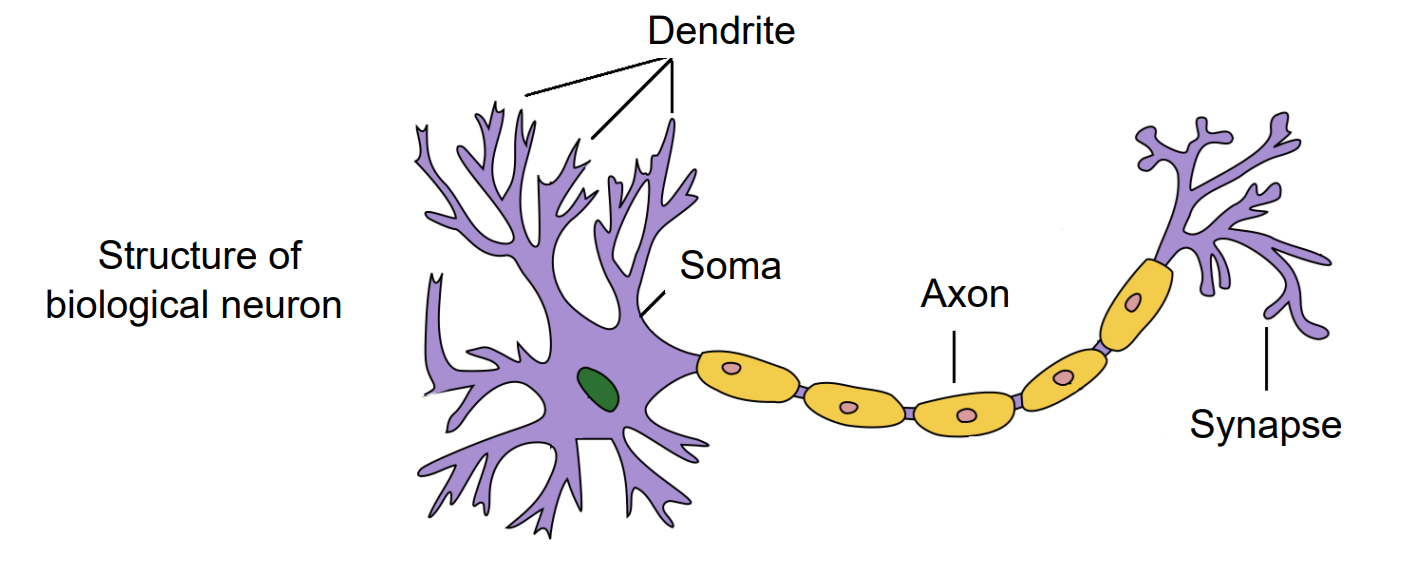 Dendrite
Structure of
biological neuron
Soma
Axon
Synapse